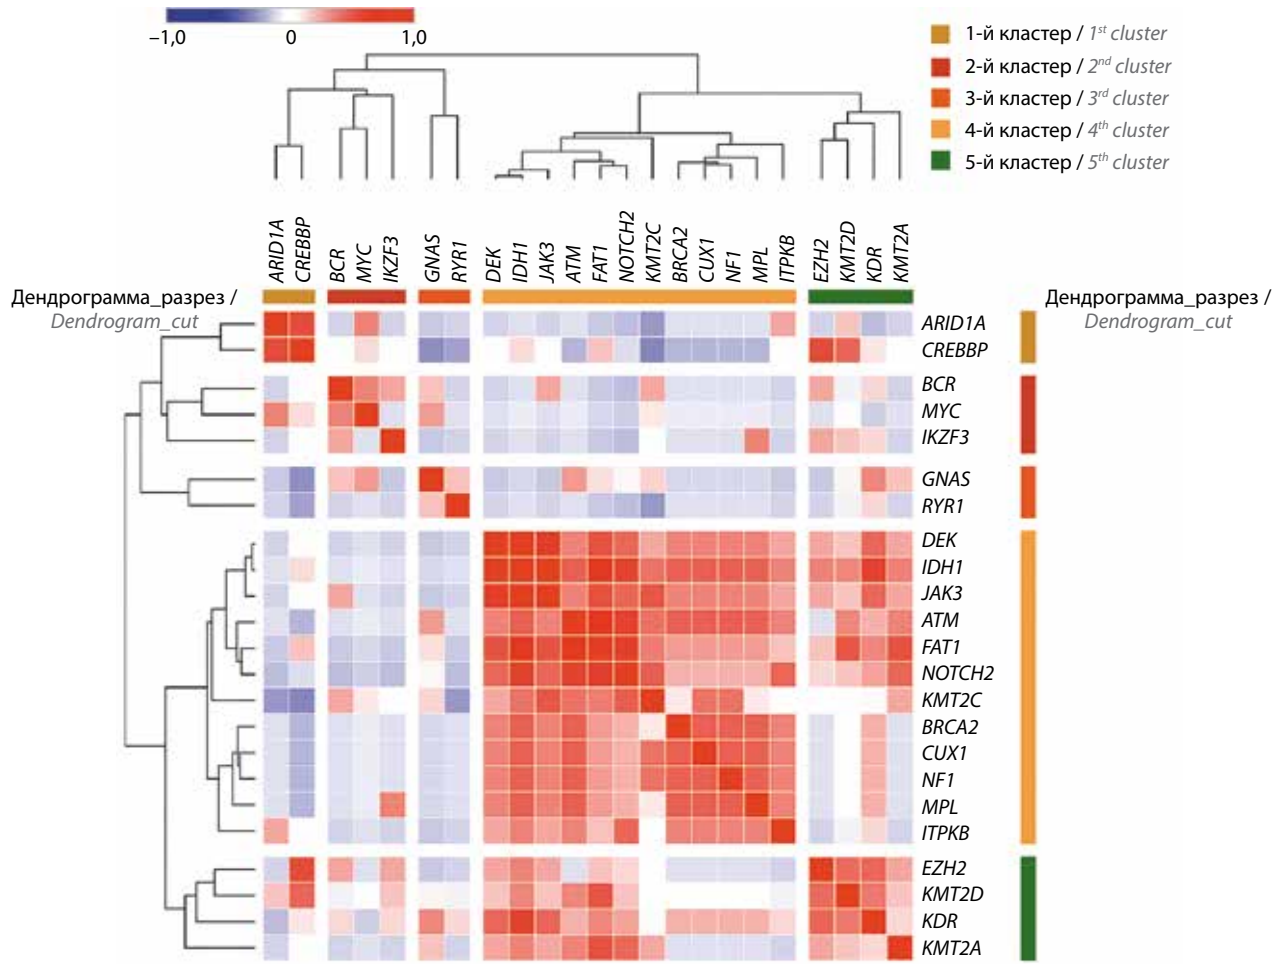 –1,0 0 1,0
1-й кластер / 1st cluster
2-й кластер / 2nd cluster
3-й кластер / 3rd cluster
4-й кластер / 4th cluster
5-й кластер / 5th cluster
ARID1A CREBBP BCR MYC IKZF3 GNAS RYR1 DEK IDH1 JAK3 ATM FAT1 NOTCH2 KMT2C BRCA2 CUX1 NF1 MPL ITPKB EZH2 KMT2D KDR KMT2A
Дендрограмма_разрез /
Dendrogram_cut
Дендрограмма_разрез /
Dendrogram_cut
ARID1A
CREBBP
BCR
MYC
IKZF3
GNAS
RYR1
DEK
IDH1
JAK3
ATM
FAT1
NOTCH2
KMT2C
BRCA2
CUX1
NF1
MPL
ITPKB
EZH2
KMT2D
KDR
KMT2A